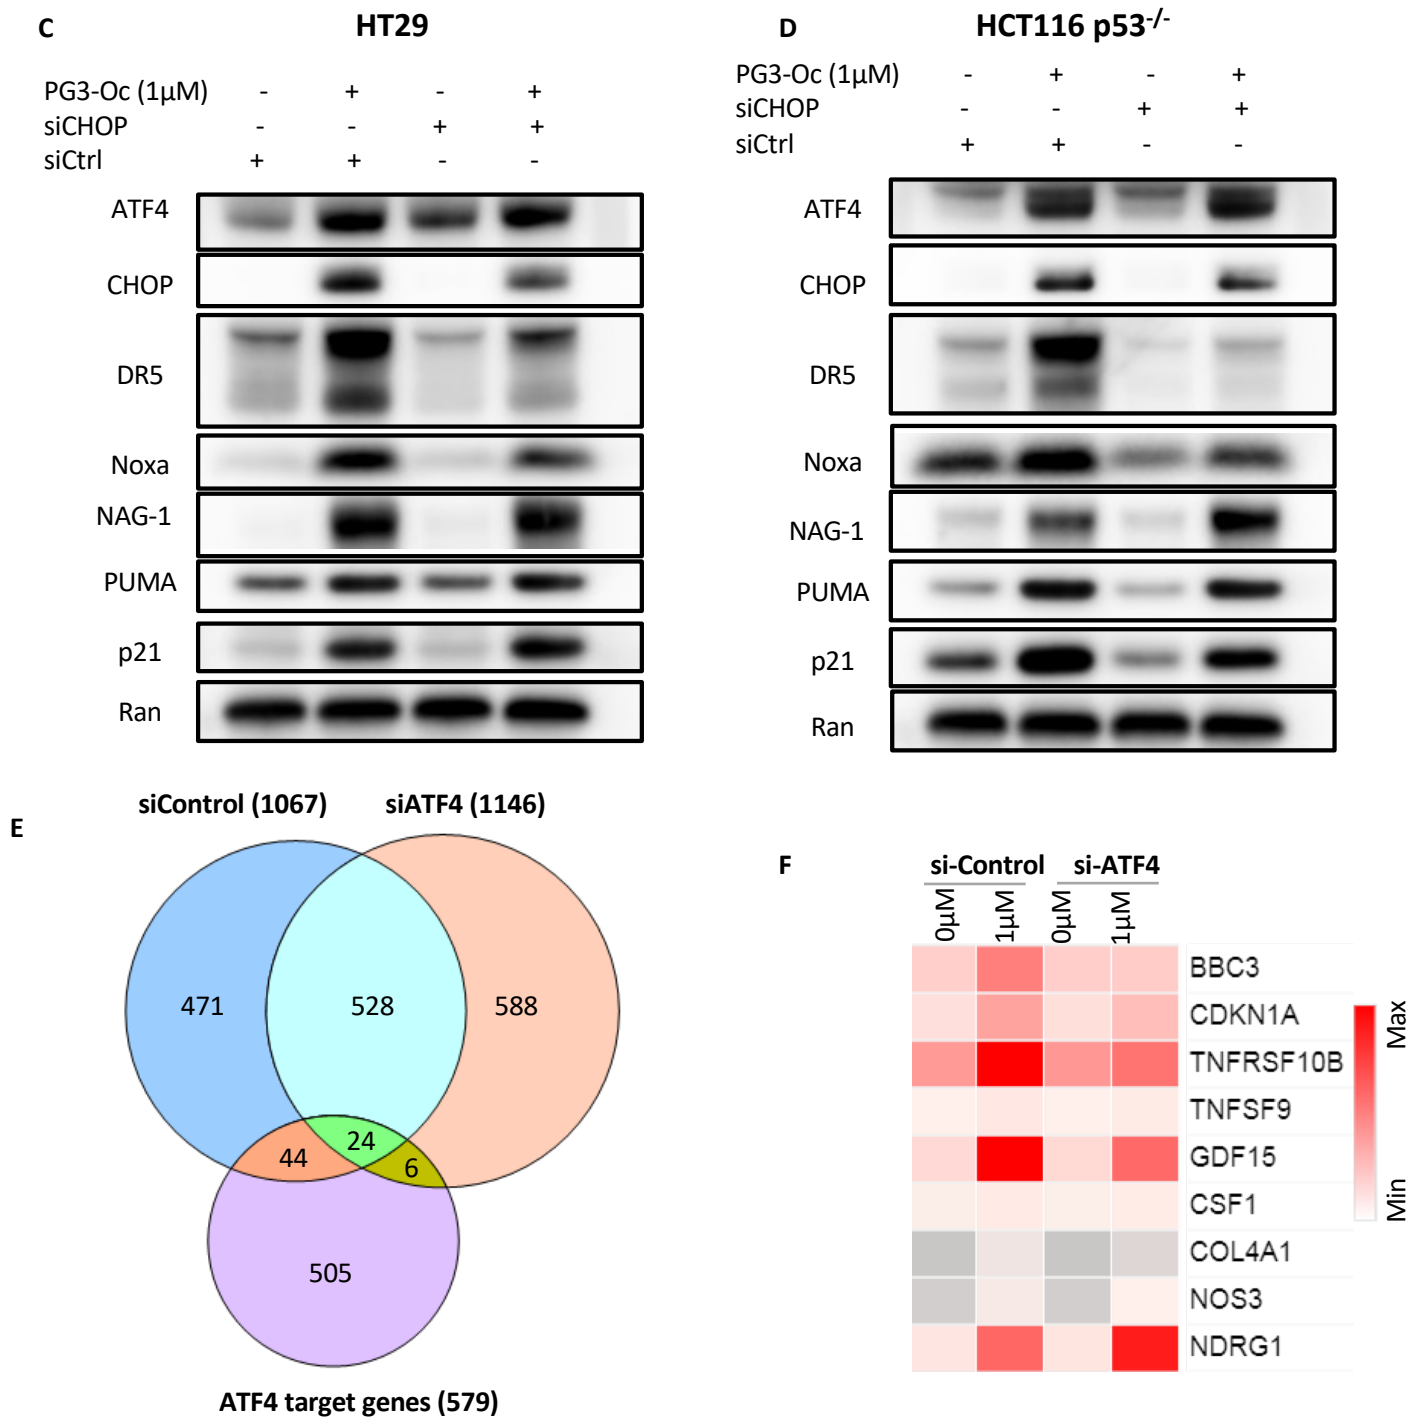 C
HT29
PG3-Oc (1µM) - + - +
siCHOP - - + +
siCtrl + + - -
ATF4
CHOP
DR5
Noxa
NAG-1
PUMA
p21
Ran
D
HCT116 p53-/-
PG3-Oc (1µM) - + - +
siCHOP - - + +
siCtrl + + - -
ATF4
CHOP
DR5
Noxa
NAG-1
PUMA
p21
Ran
E
siControl (1067) siATF4 (1146)
471 528 588
44 24 6
505
ATF4 target genes (579)
F
si-Control si-ATF4
0µM 1µM 0µM 1µM
BBC3
CDKN1A
TNFRSF10B
TNFSF9
GDF15
CSF1
COL4A1
NOS3
NDRG1
Max
Min